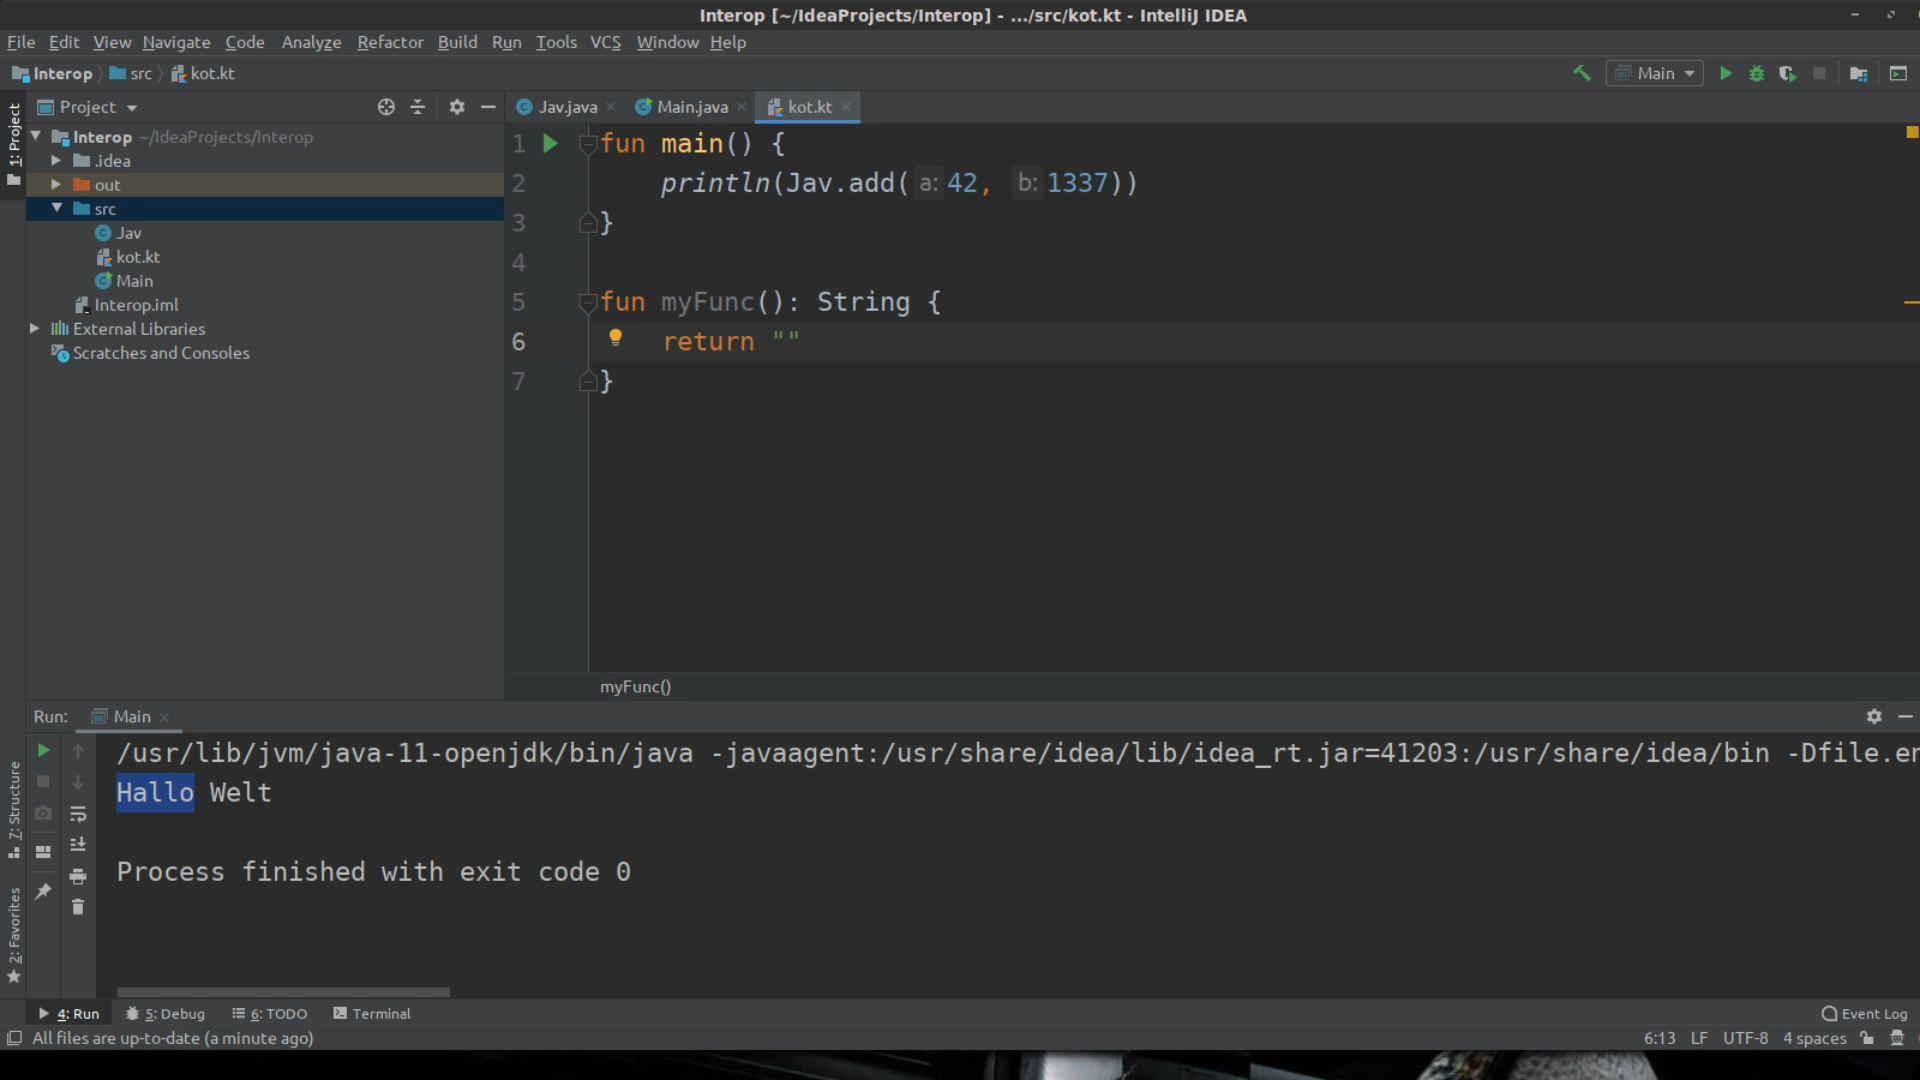 Interop [~/IdeaProjects/Interop] - .../src/kot.kt - IntelliJ IDEA
File Edit View Navigate Code Analyze Refactor Build Run Tools VCS Window Help
Interop src kot.kt
Main
1: Project
Project
Jav.java Main.java kot.kt
Interop ~/IdeaProjects/Interop
.idea
out
src
Jav
kot.kt
Main
Interop.iml
External Libraries
Scratches and Consoles
1 fun main() {
2 println(Jav.add( a: 42, b: 1337))
3 }
4
5 fun myFunc(): String {
6 return ""
7 }
myFunc()
Run: Main
/usr/lib/jvm/java-11-openjdk/bin/java -javaagent:/usr/share/idea/lib/idea_rt.jar=41203:/usr/share/idea/bin -Dfile.en
Hallo Welt
Process finished with exit code 0
7: Structure
2: Favorites
4: Run 5: Debug 6: TODO Terminal
Event Log
All files are up-to-date (a minute ago)
6:13 LF UTF-8 4 spaces